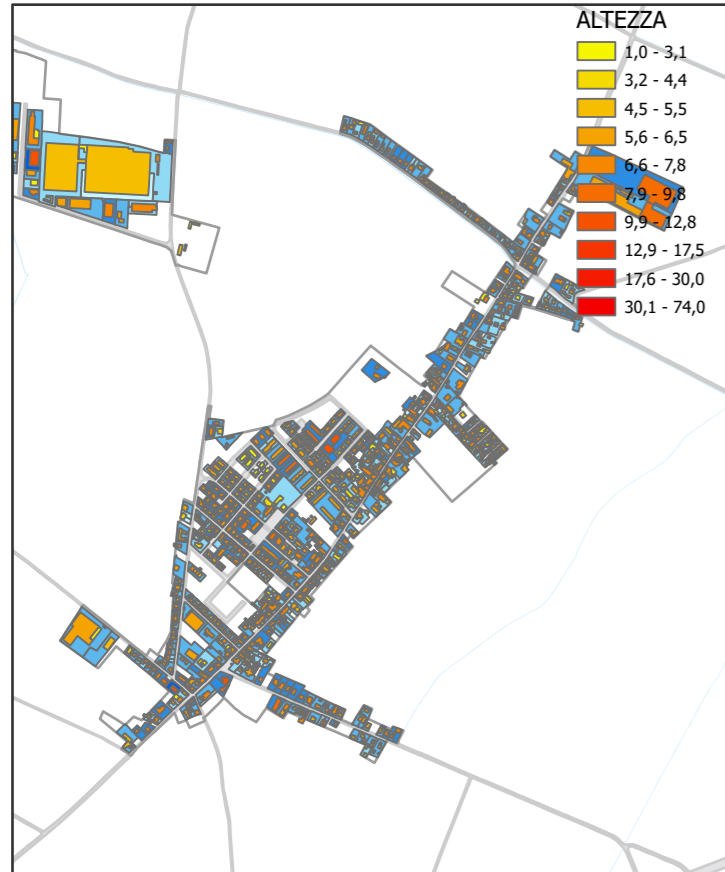 ALTEZZA
1,0 - 3,1
3,2 - 4,4
4,5 - 5,5
5,6 - 6,5
6,6 - 7,8
7,9 - 9,8
9,9 - 12,8
12,9 - 17,5
17,6 - 30,0
30,1 - 74,0